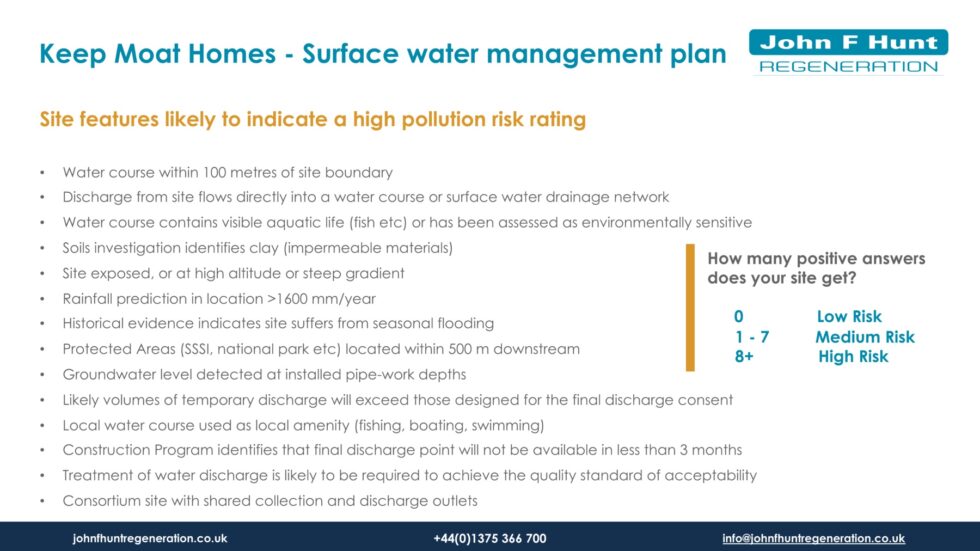 Keep Moat Homes - Surface water management plan
John F Hunt
REGENERATION
Site features likely to indicate a high pollution risk rating
• Water course within 100 metres of site boundary
• Discharge from site flows directly into a water course or surface water drainage network
• Water course contains visible aquatic life (fish etc) or has been assessed as environmentally sensitive
• Soils investigation identifies clay (impermeable materials)
• Site exposed, or at high altitude or steep gradient
• Rainfall prediction in location >1600 mm/year
• Historical evidence indicates site suffers from seasonal flooding
• Protected Areas (SSSI, national park etc) located within 500 m downstream
• Groundwater level detected at installed pipe-work depths
• Likely volumes of temporary discharge will exceed those designed for the final discharge consent
• Local water course used as local amenity (fishing, boating, swimming)
• Construction Program identifies that final discharge point will not be available in less than 3 months
• Treatment of water discharge is likely to be required to achieve the quality standard of acceptability
• Consortium site with shared collection and discharge outlets
How many positive answers
does your site get?
0 Low Risk
1 - 7 Medium Risk
8+ High Risk
johnfhuntregeneration.co.uk +44(0)1375 366 700 info@johnfhuntregeneration.co.uk